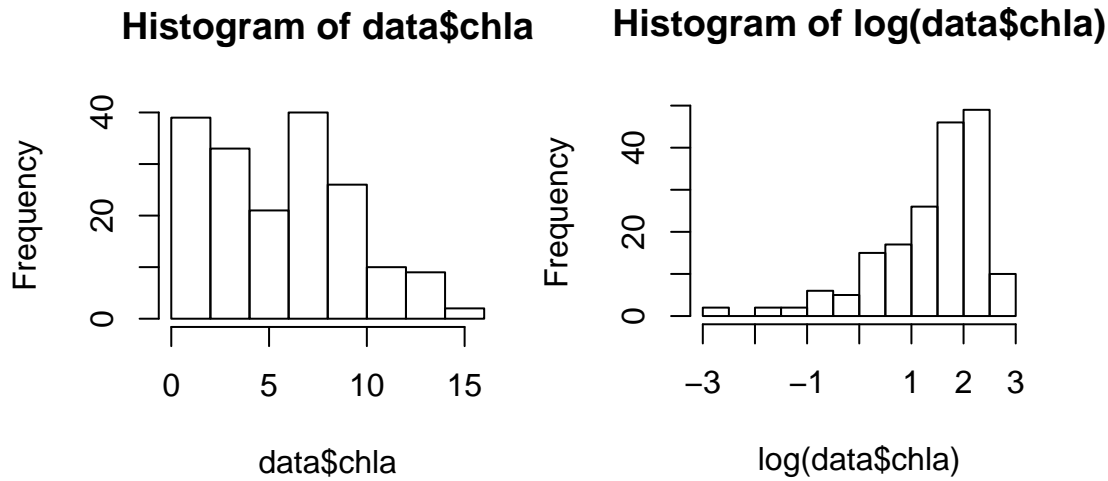 Histogram of data$chla
Frequency
0 20 40
0 5 10 15
data$chla
Histogram of log(data$chla)
Frequency
0 20 40
−3 −1 1 2 3
log(data$chla)